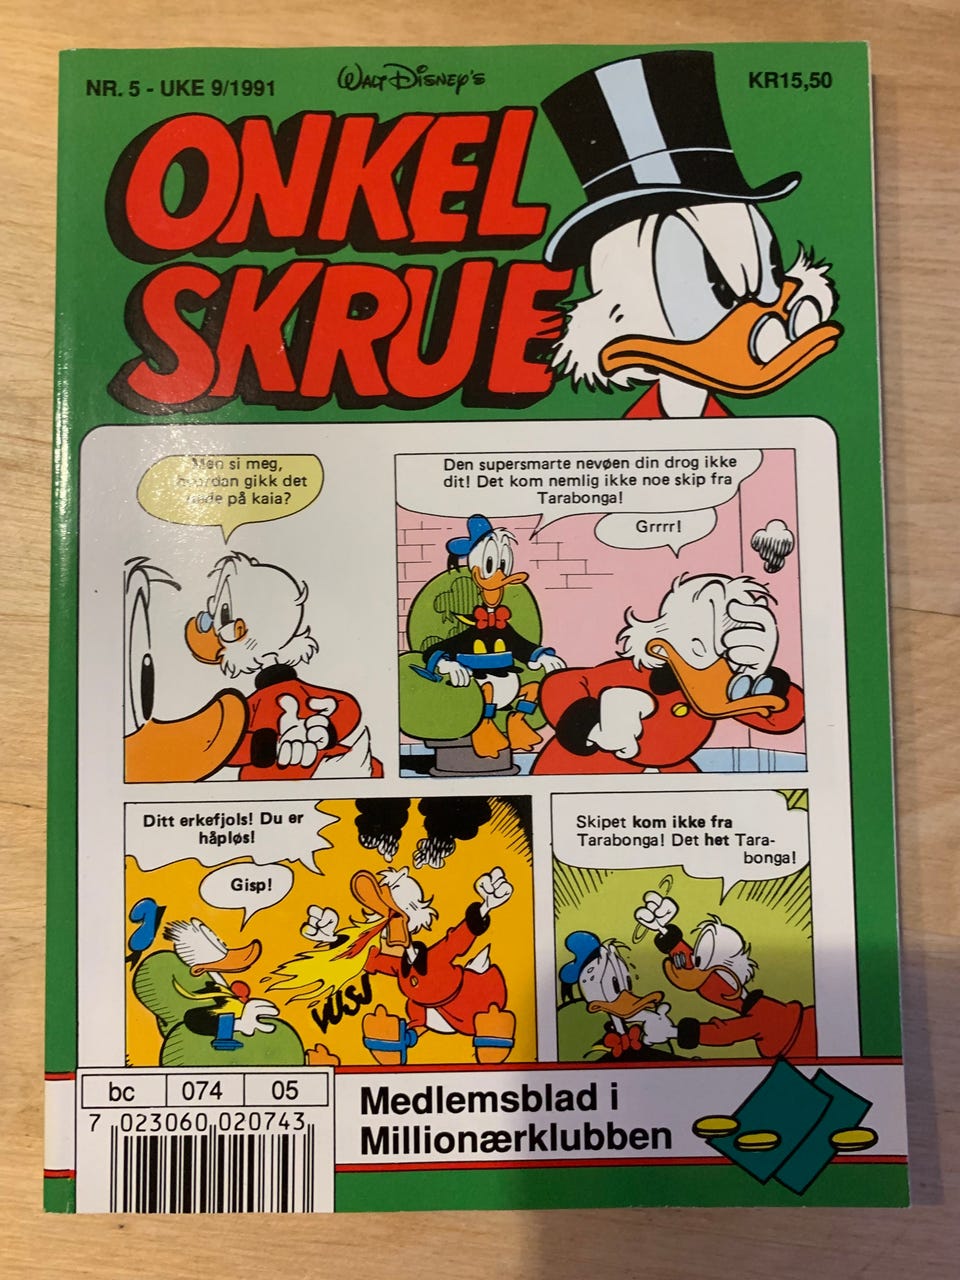 NR. 5 - UKE 9/1991
WALT DISNEY'S
KR15,50
ONKEL
SKRUE
Men si meg,
hvordan gikk det
nede på kaia?
Den supersmarte nevøen din drog ikke
dit! Det kom nemlig ikke noe skip fra
Tarabonga!
Grrrr!
Ditt erkefjols! Du er
håpløs!
Gisp!
VUSJ
Skipet kom ikke fra
Tarabonga! Det het Tara-
bonga!
bc 074 05
7 023060 020743
Medlemsblad i
Millionærklubben